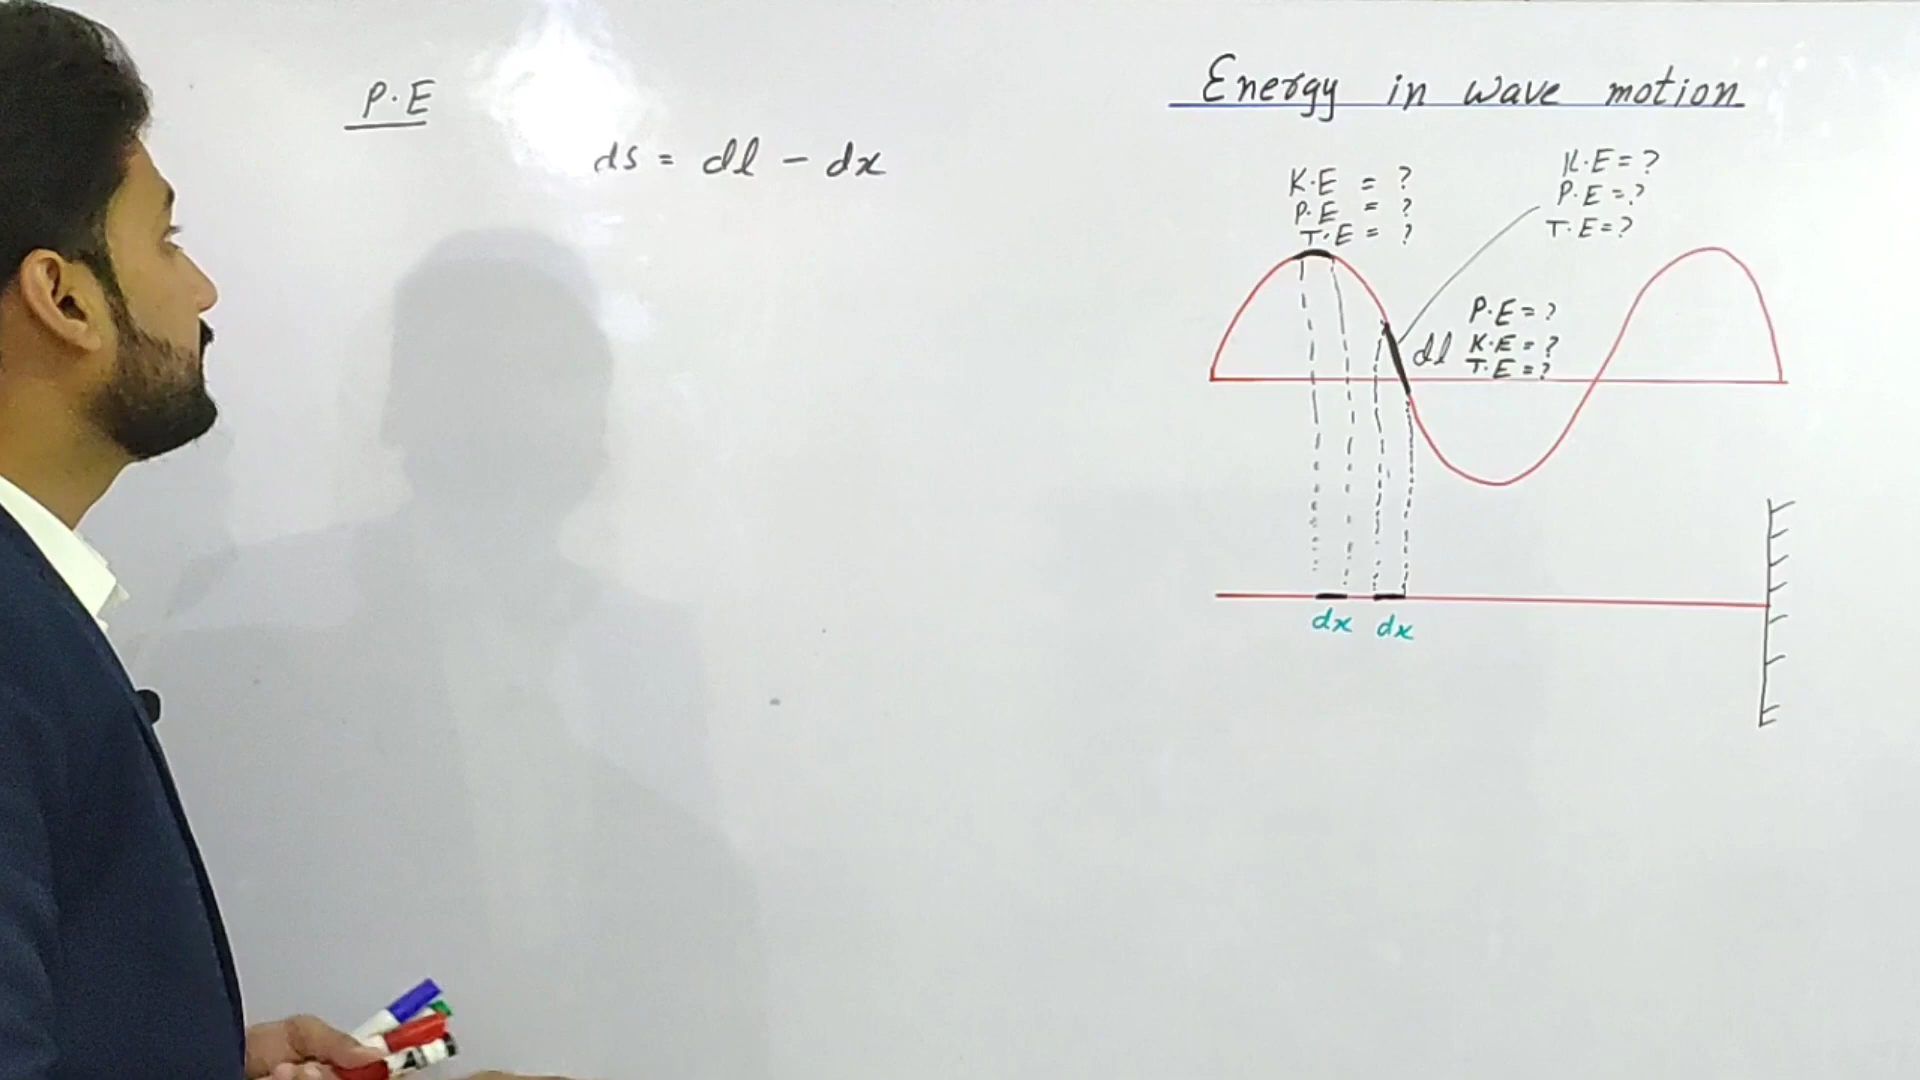 P.E
ds = dl - dx
Energy in wave motion
K.E = ?
P.E = ?
T.E = ?
K.E = ?
P.E = ?
T.E = ?
P.E = ?
dl K.E = ?
T.E = ?
dx dx